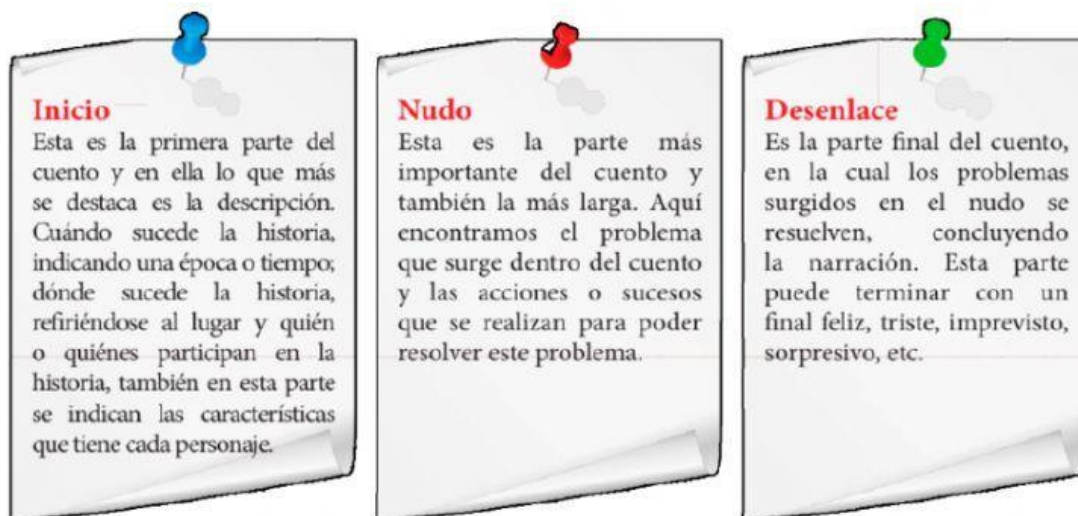 Inicio
Esta es la primera parte del
cuento y en ella lo que más
se destaca es la descripción.
Cuándo sucede la historia,
indicando una época o tiempo;
dónde sucede la historia,
refiriéndose al lugar y quién
o quiénes participan en la
historia, también en esta parte
se indican las características
que tiene cada personaje.
Nudo
Esta es la parte más
importante del cuento y
también la más larga. Aquí
encontramos el problema
que surge dentro del cuento
y las acciones o sucesos
que se realizan para poder
resolver este problema.
Desenlace
Es la parte final del cuento,
en la cual los problemas
surgidos en el nudo se
resuelven, concluyendo
la narración. Esta parte
puede terminar con un
final feliz, triste, imprevisto,
sorpresivo, etc.